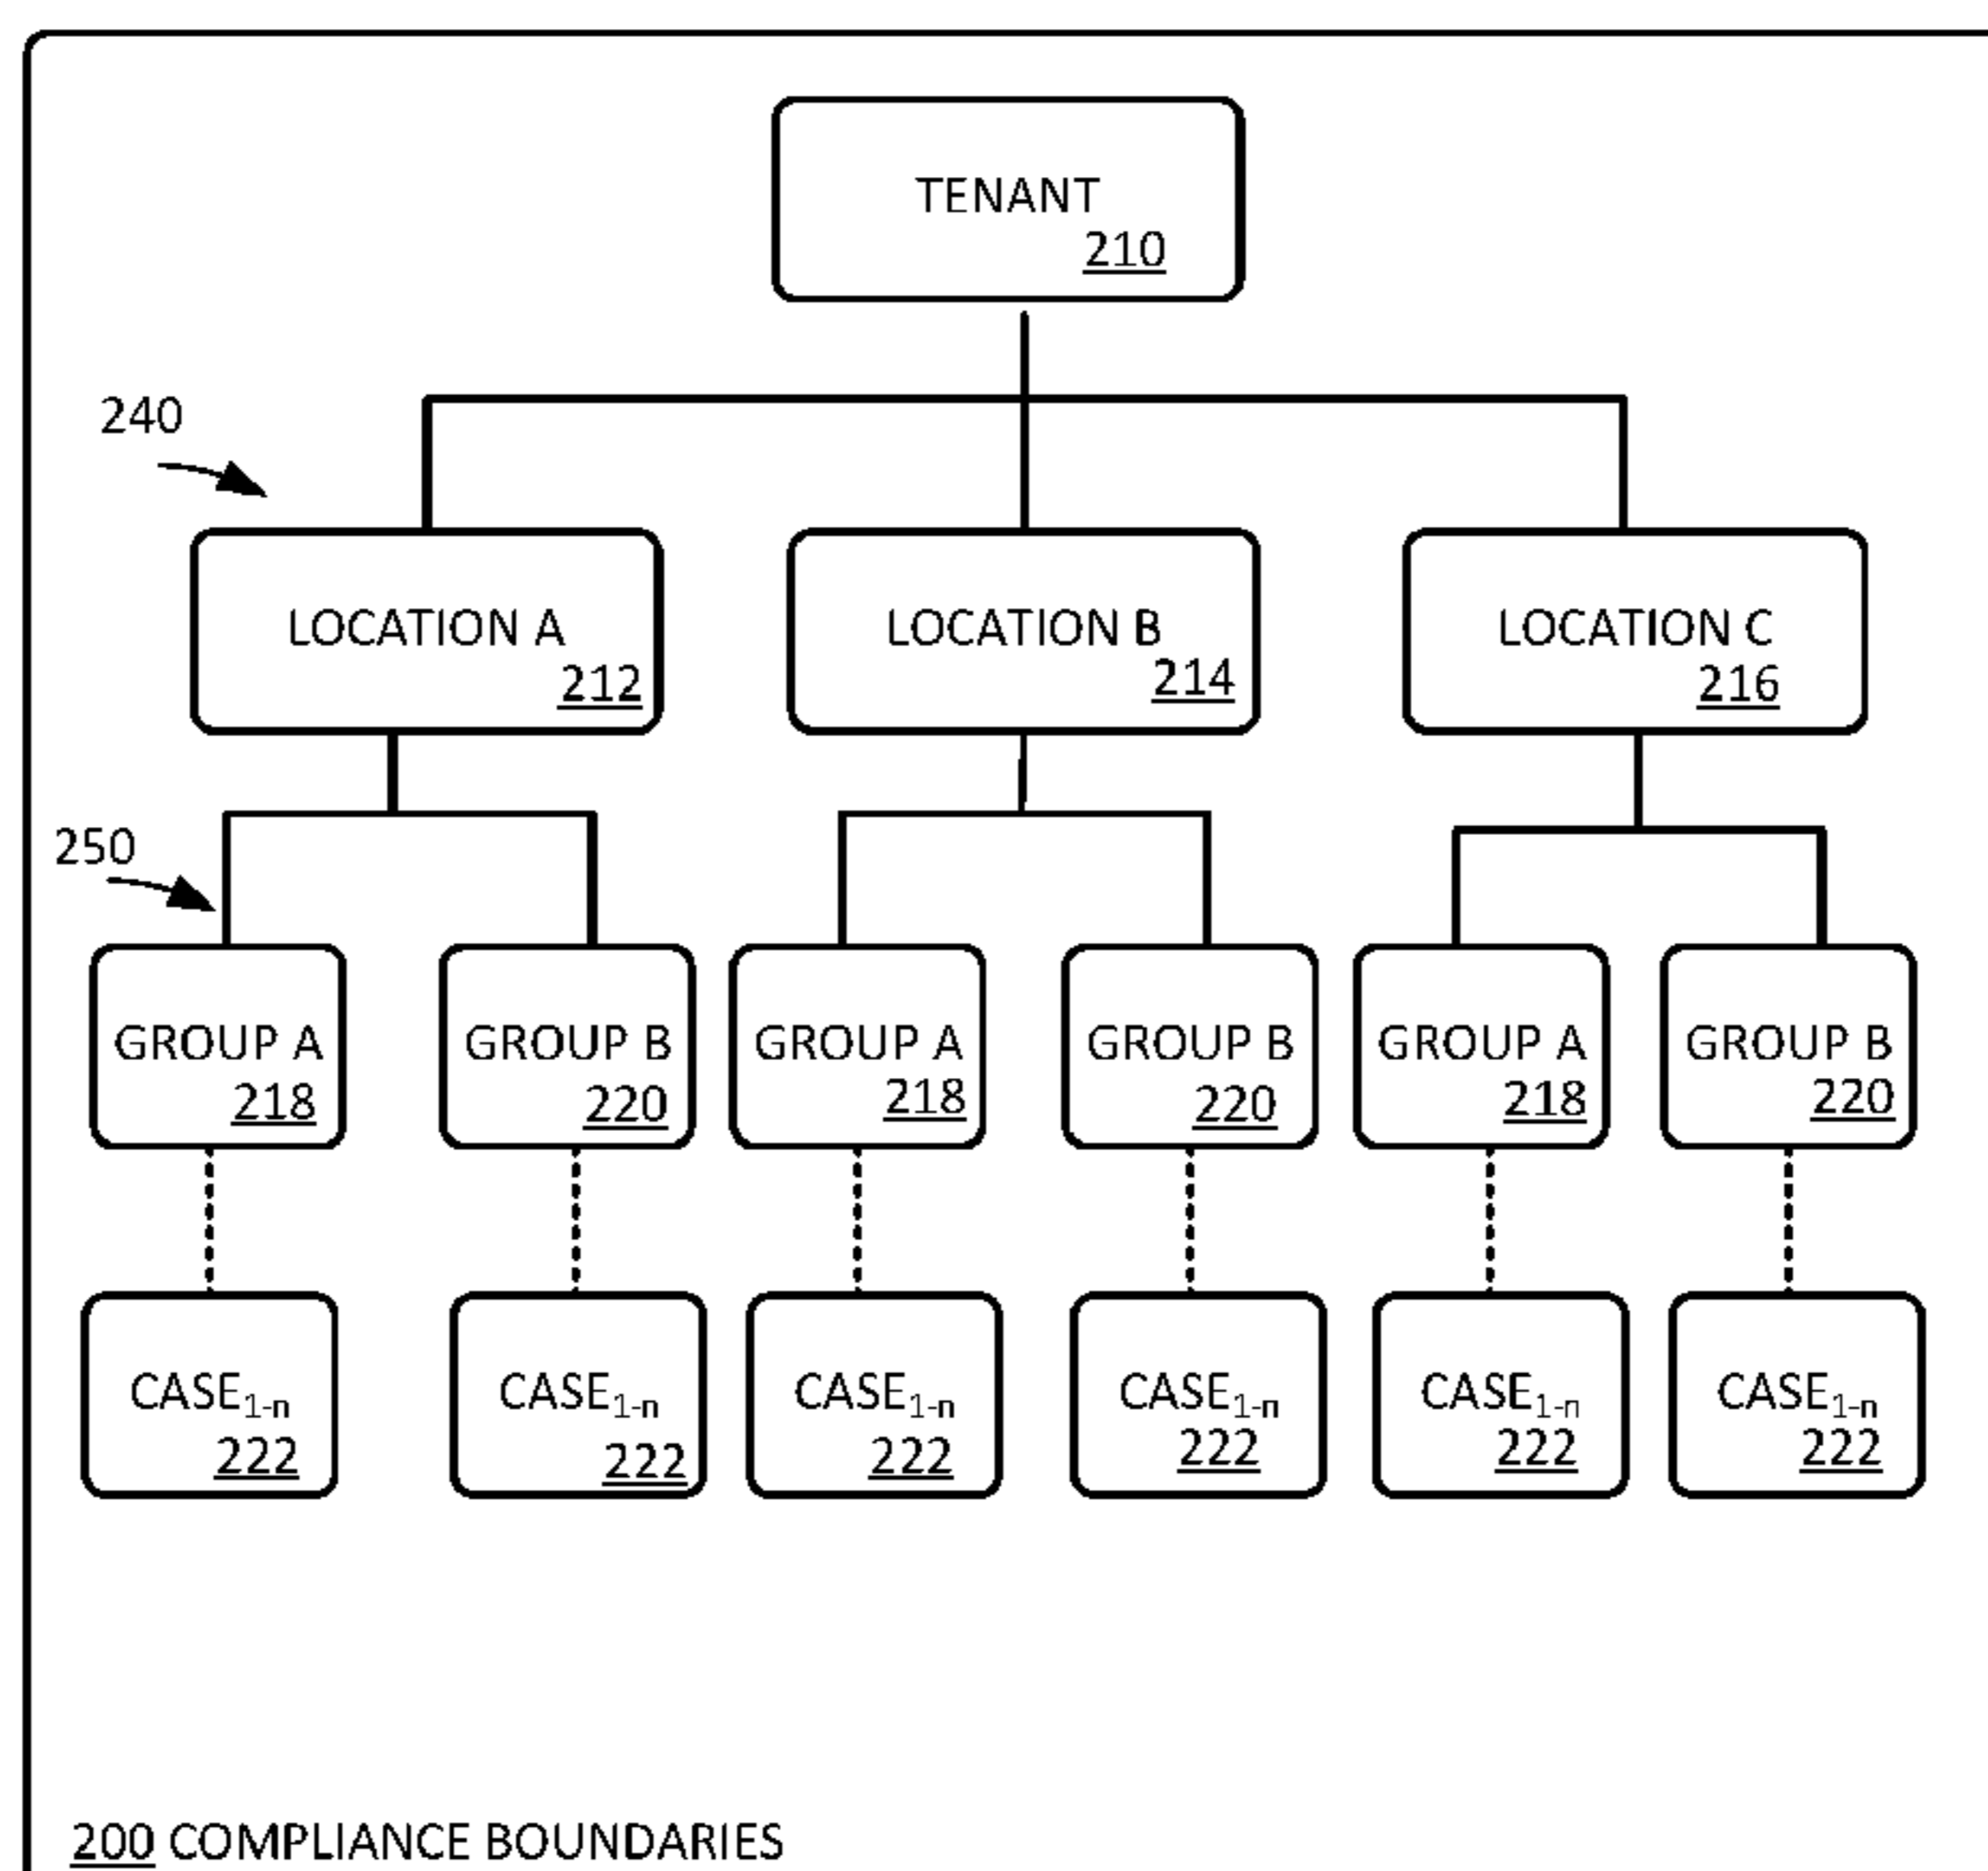 TENANT
210
240
LOCATION A
212
LOCATION B
214
LOCATION C
216
250
GROUP A
218
GROUP B
220
GROUP A
218
GROUP B
220
GROUP A
218
GROUP B
220
CASE1-n
222
CASE1-n
222
CASE1-n
222
CASE1-n
222
CASE1-n
222
CASE1-n
222
200 COMPLIANCE BOUNDARIES